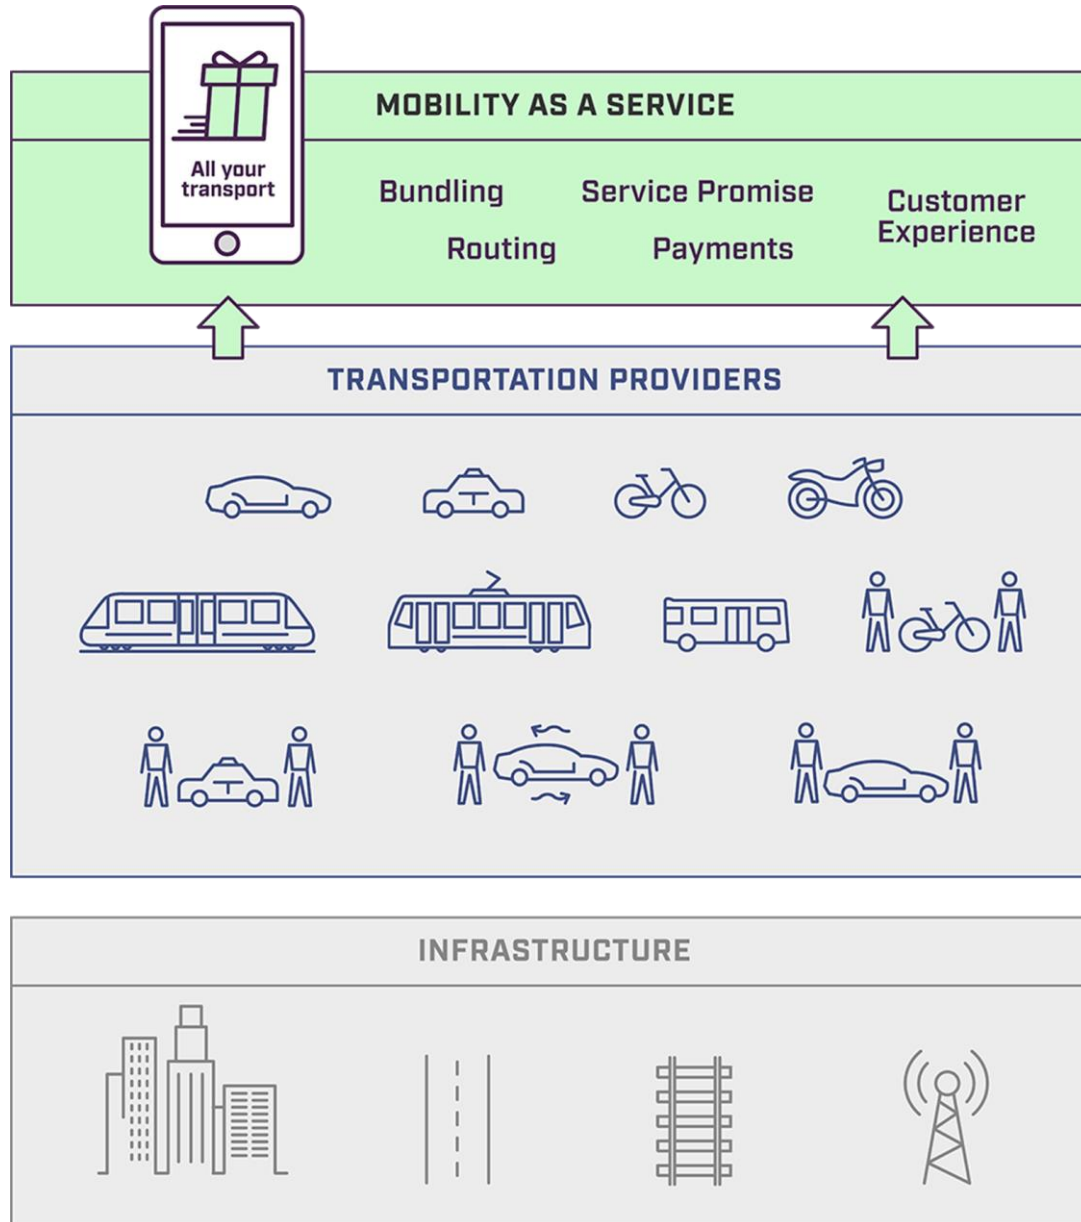 MOBILITY AS A SERVICE
All your
transport
Bundling
Service Promise
Customer
Experience
Routing
Payments
TRANSPORTATION PROVIDERS
T
T
INFRASTRUCTURE